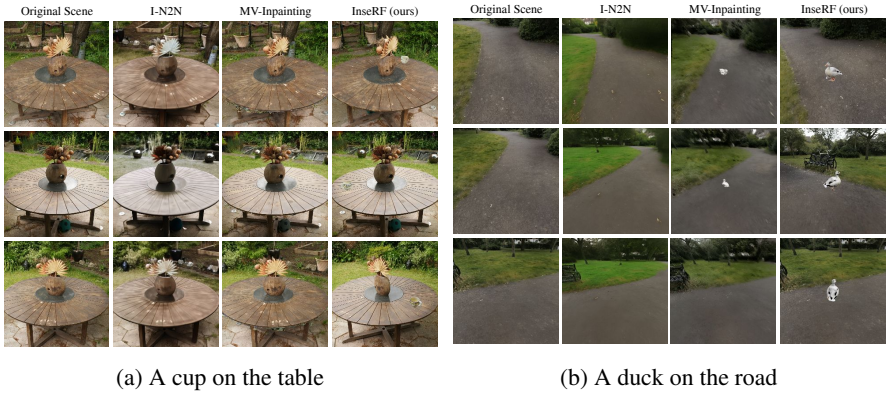 Original Scene I-N2N MV-Inpainting InseRF (ours)
Original Scene I-N2N MV-Inpainting InseRF (ours)
(a) A cup on the table
(b) A duck on the road